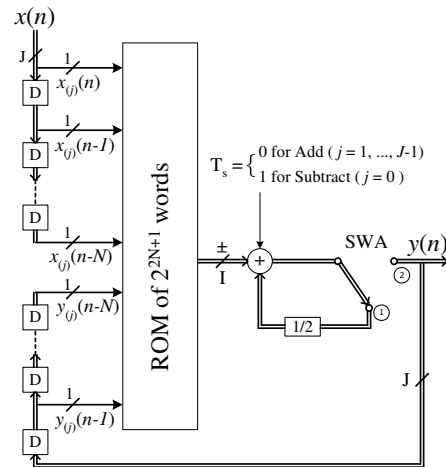 x(n)
J
1
x(j)(n)
D
1
x(j)(n-1)
D
D
1
x(j)(n-N)
1
y(j)(n-N)
D
D
1
y(j)(n-1)
D
ROM of 2^{2N+1} words
T_s = { 0 for Add ( j = 1, ..., J-1)
1 for Subtract ( j = 0 )
±
I
+
1/2
SWA
①
②
y(n)
J